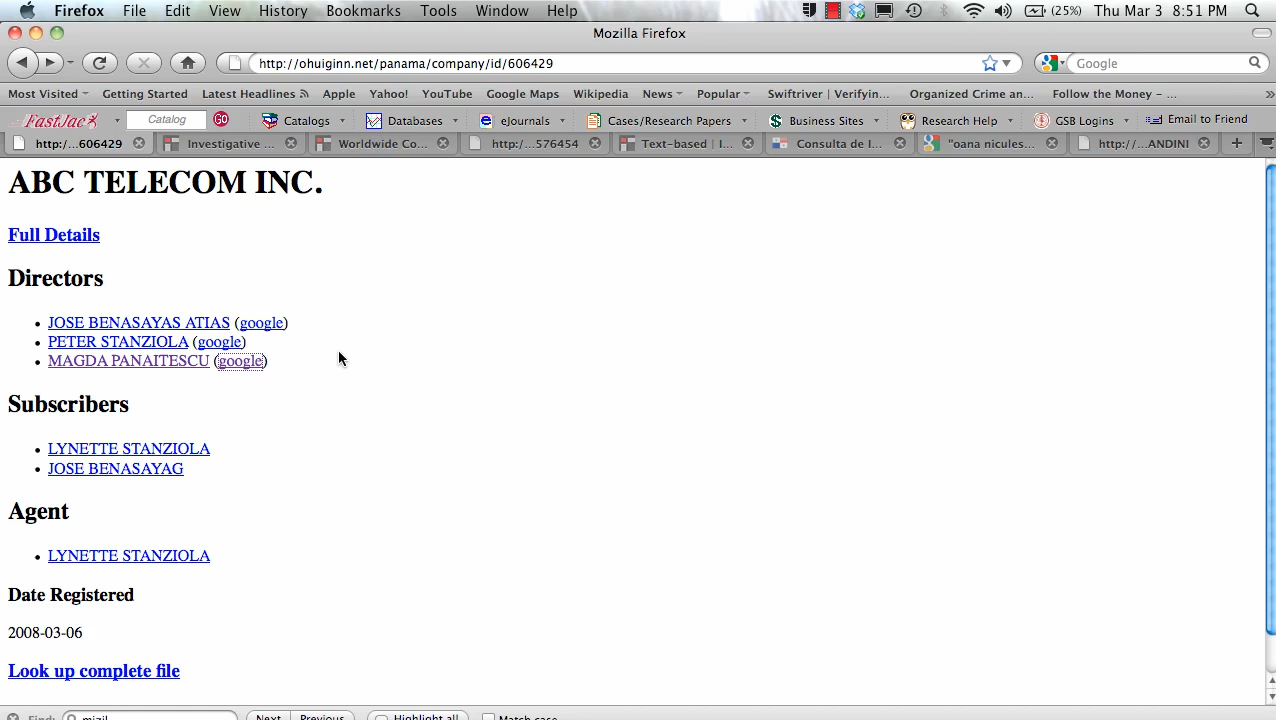 Firefox File Edit View History Bookmarks Tools Window Help (25%) Thu Mar 3 8:51 PM
Mozilla Firefox
http://ohuiginn.net/panama/company/id/606429 Google
Most Visited Getting Started Latest Headlines Apple Yahoo! YouTube Google Maps Wikipedia News Popular Swiftriver | Verifyin... Organized Crime an... Follow the Money – ... »
FastJac Catalog GO Catalogs Databases eJournals Cases/Research Papers Business Sites Research Help GSB Logins Email to Friend
http:/...606429 Investigative ... Worldwide Co... http:/...576454 Text-based | I... Consulta de I... "oana nicules... http:/...ANDINI
ABC TELECOM INC.
Full Details
Directors
• JOSE BENASAYAS ATIAS (google)
• PETER STANZIOLA (google)
• MAGDA PANAITESCU (google)
Subscribers
• LYNETTE STANZIOLA
• JOSE BENASAYAG
Agent
• LYNETTE STANZIOLA
Date Registered
2008-03-06
Look up complete file
Find: mizil Next Previous Highlight all Match case